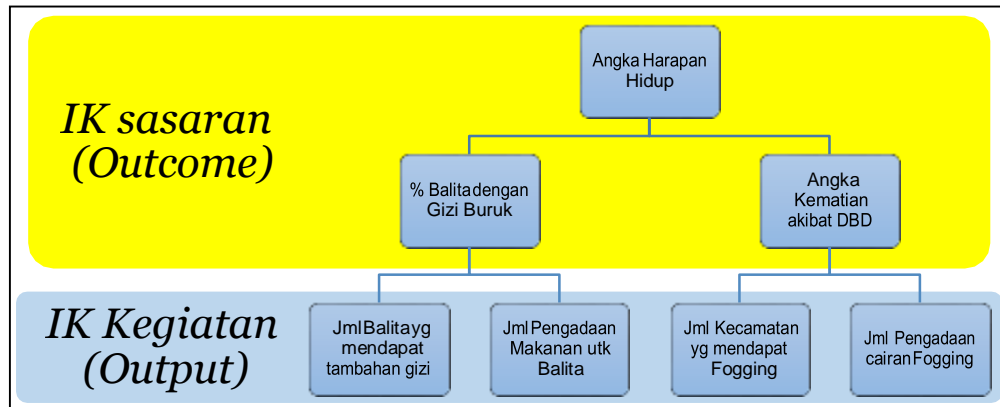 Angka Harapan
Hidup
IK sasaran
(Outcome)
% Balita dengan
Gizi Buruk
Angka
Kematian
akibat DBD
IK Kegiatan
(Output)
Jml Balita yg
mendapat
tambahan gizi
Jml Pengadaan
Makanan utk
Balita
Jml Kecamatan
yg mendapat
Fogging
Jml Pengadaan
cairan Fogging